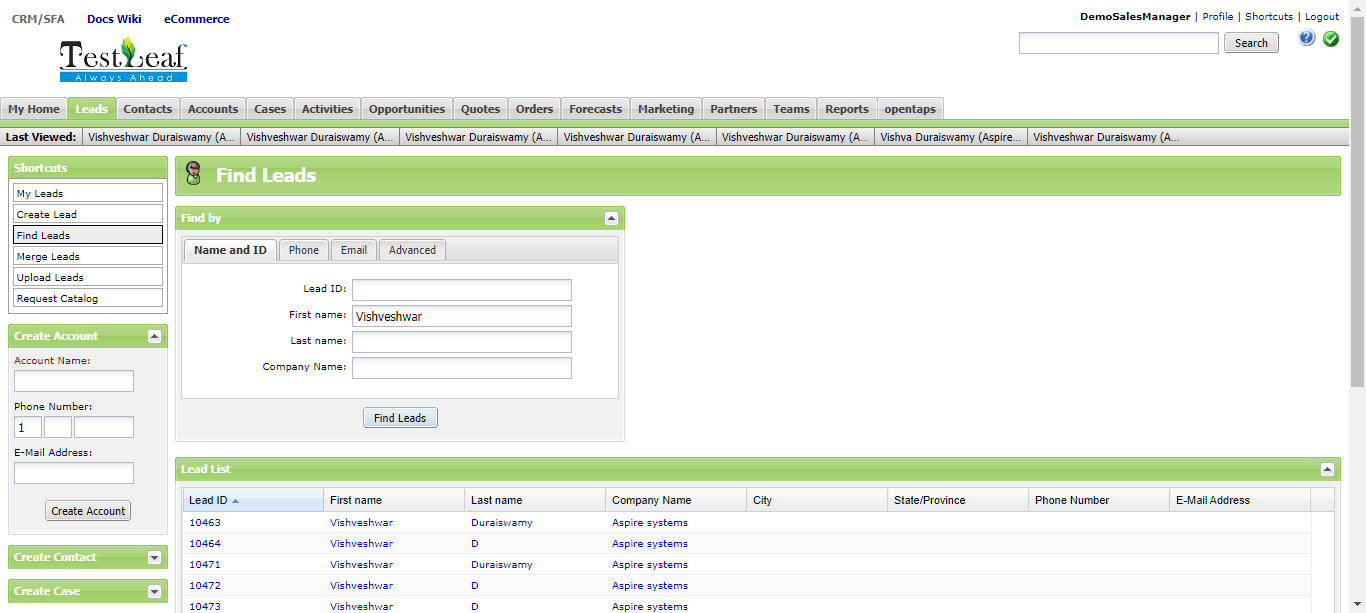 CRM/SFA Docs Wiki eCommerce
DemoSalesManager | Profile | Shortcuts | Logout
TestLeaf
Always Ahead
Search
?
My Home Leads Contacts Accounts Cases Activities Opportunities Quotes Orders Forecasts Marketing Partners Teams Reports opentaps
Last Viewed: Vishveshwar Duraiswamy (A... Vishveshwar Duraiswamy (A... Vishveshwar Duraiswamy (A... Vishveshwar Duraiswamy (A... Vishveshwar Duraiswamy (A... Vishva Duraiswamy (Aspire... Vishveshwar Duraiswamy (A...
Shortcuts
My Leads
Create Lead
Find Leads
Merge Leads
Upload Leads
Request Catalog
Create Account
Account Name:
Phone Number:
1
E-Mail Address:
Create Account
Create Contact
Create Case
Find Leads
Find by
Name and ID Phone Email Advanced
Lead ID:
First name: Vishveshwar
Last name:
Company Name:
Find Leads
Lead List
Lead ID First name Last name Company Name City State/Province Phone Number E-Mail Address
10463 Vishveshwar Duraiswamy Aspire systems
10464 Vishveshwar D Aspire systems
10471 Vishveshwar Duraiswamy Aspire systems
10472 Vishveshwar D Aspire systems
10473 Vishveshwar D Aspire systems